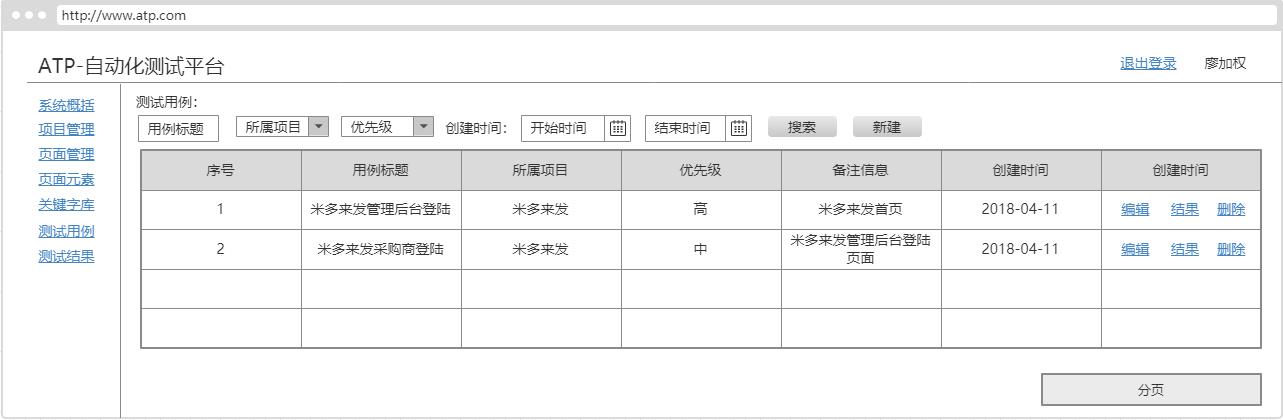 http://www.atp.com
ATP-自动化测试平台
退出登录 廖加权
系统概括
项目管理
页面管理
页面元素
关键字库
测试用例
测试结果
测试用例：
用例标题 所属项目 优先级 创建时间： 开始时间 结束时间 搜索 新建
序号 用例标题 所属项目 优先级 备注信息 创建时间 创建时间
1 米多来发管理后台登陆 米多来发 高 米多来发首页 2018-04-11 编辑 结果 删除
2 米多来发采购商登陆 米多来发 中 米多来发管理后台登陆
页面 2018-04-11 编辑 结果 删除
分页